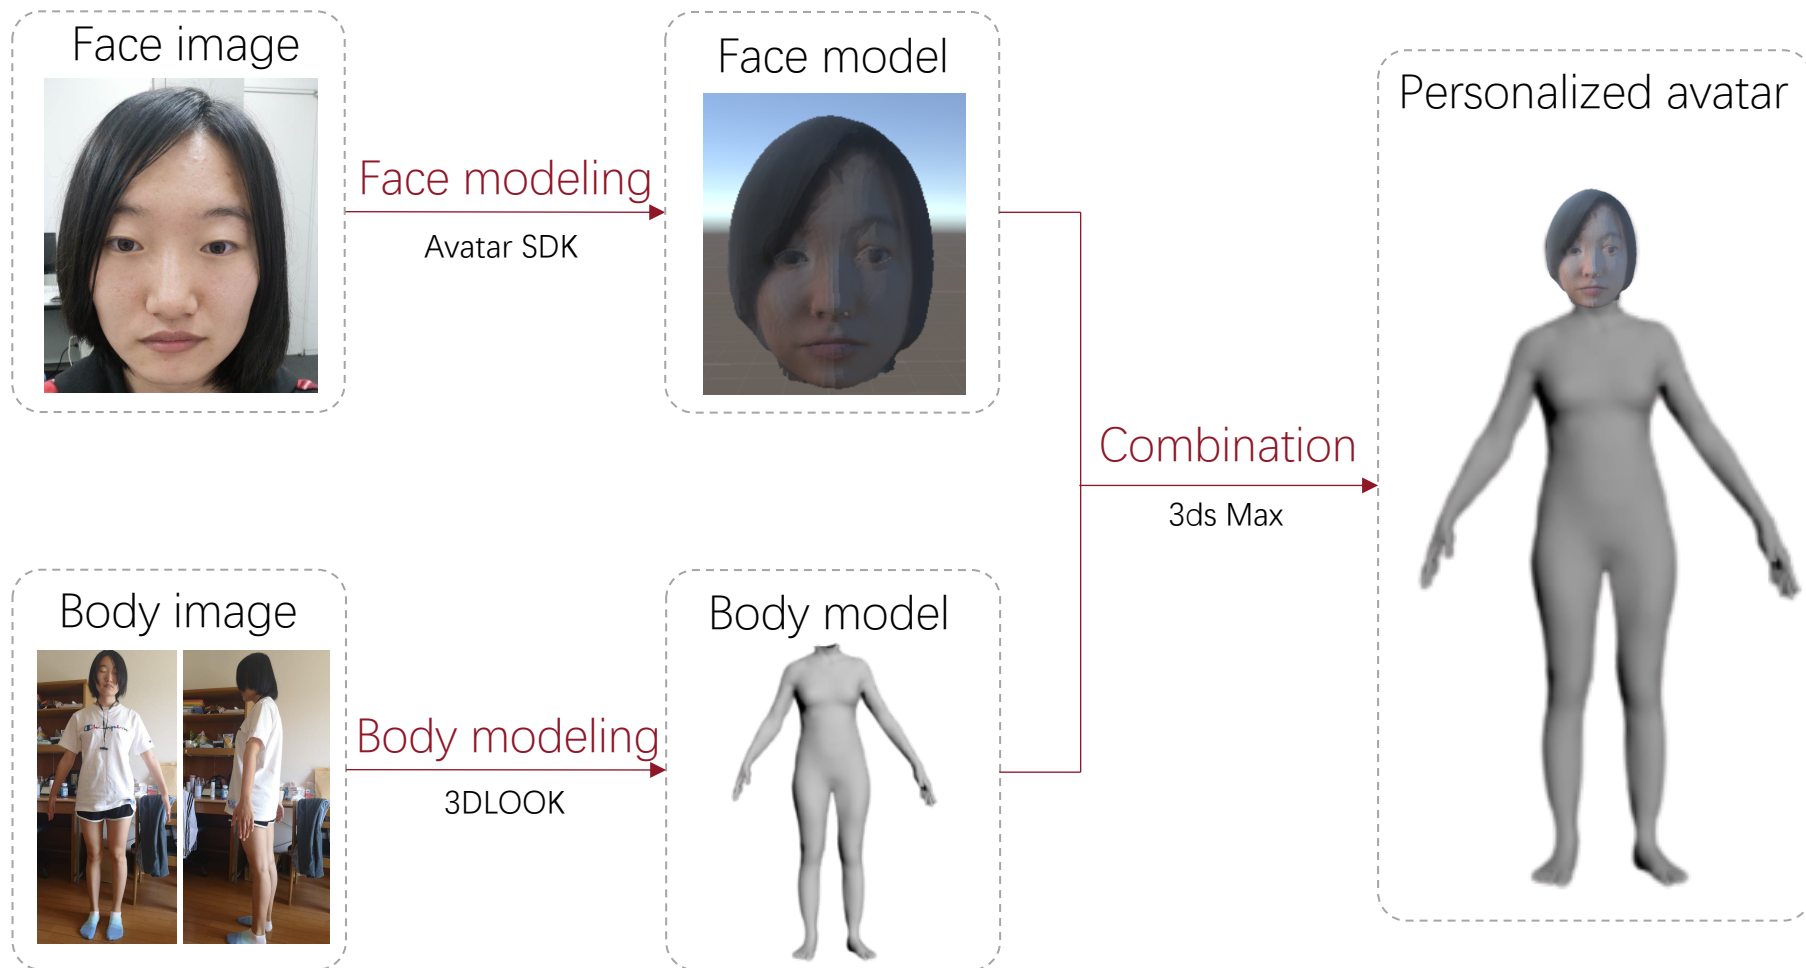 Face image
Face modeling
Avatar SDK
Face model
Personalized avatar
Combination
3ds Max
Body image
Body modeling
3DLOOK
Body model